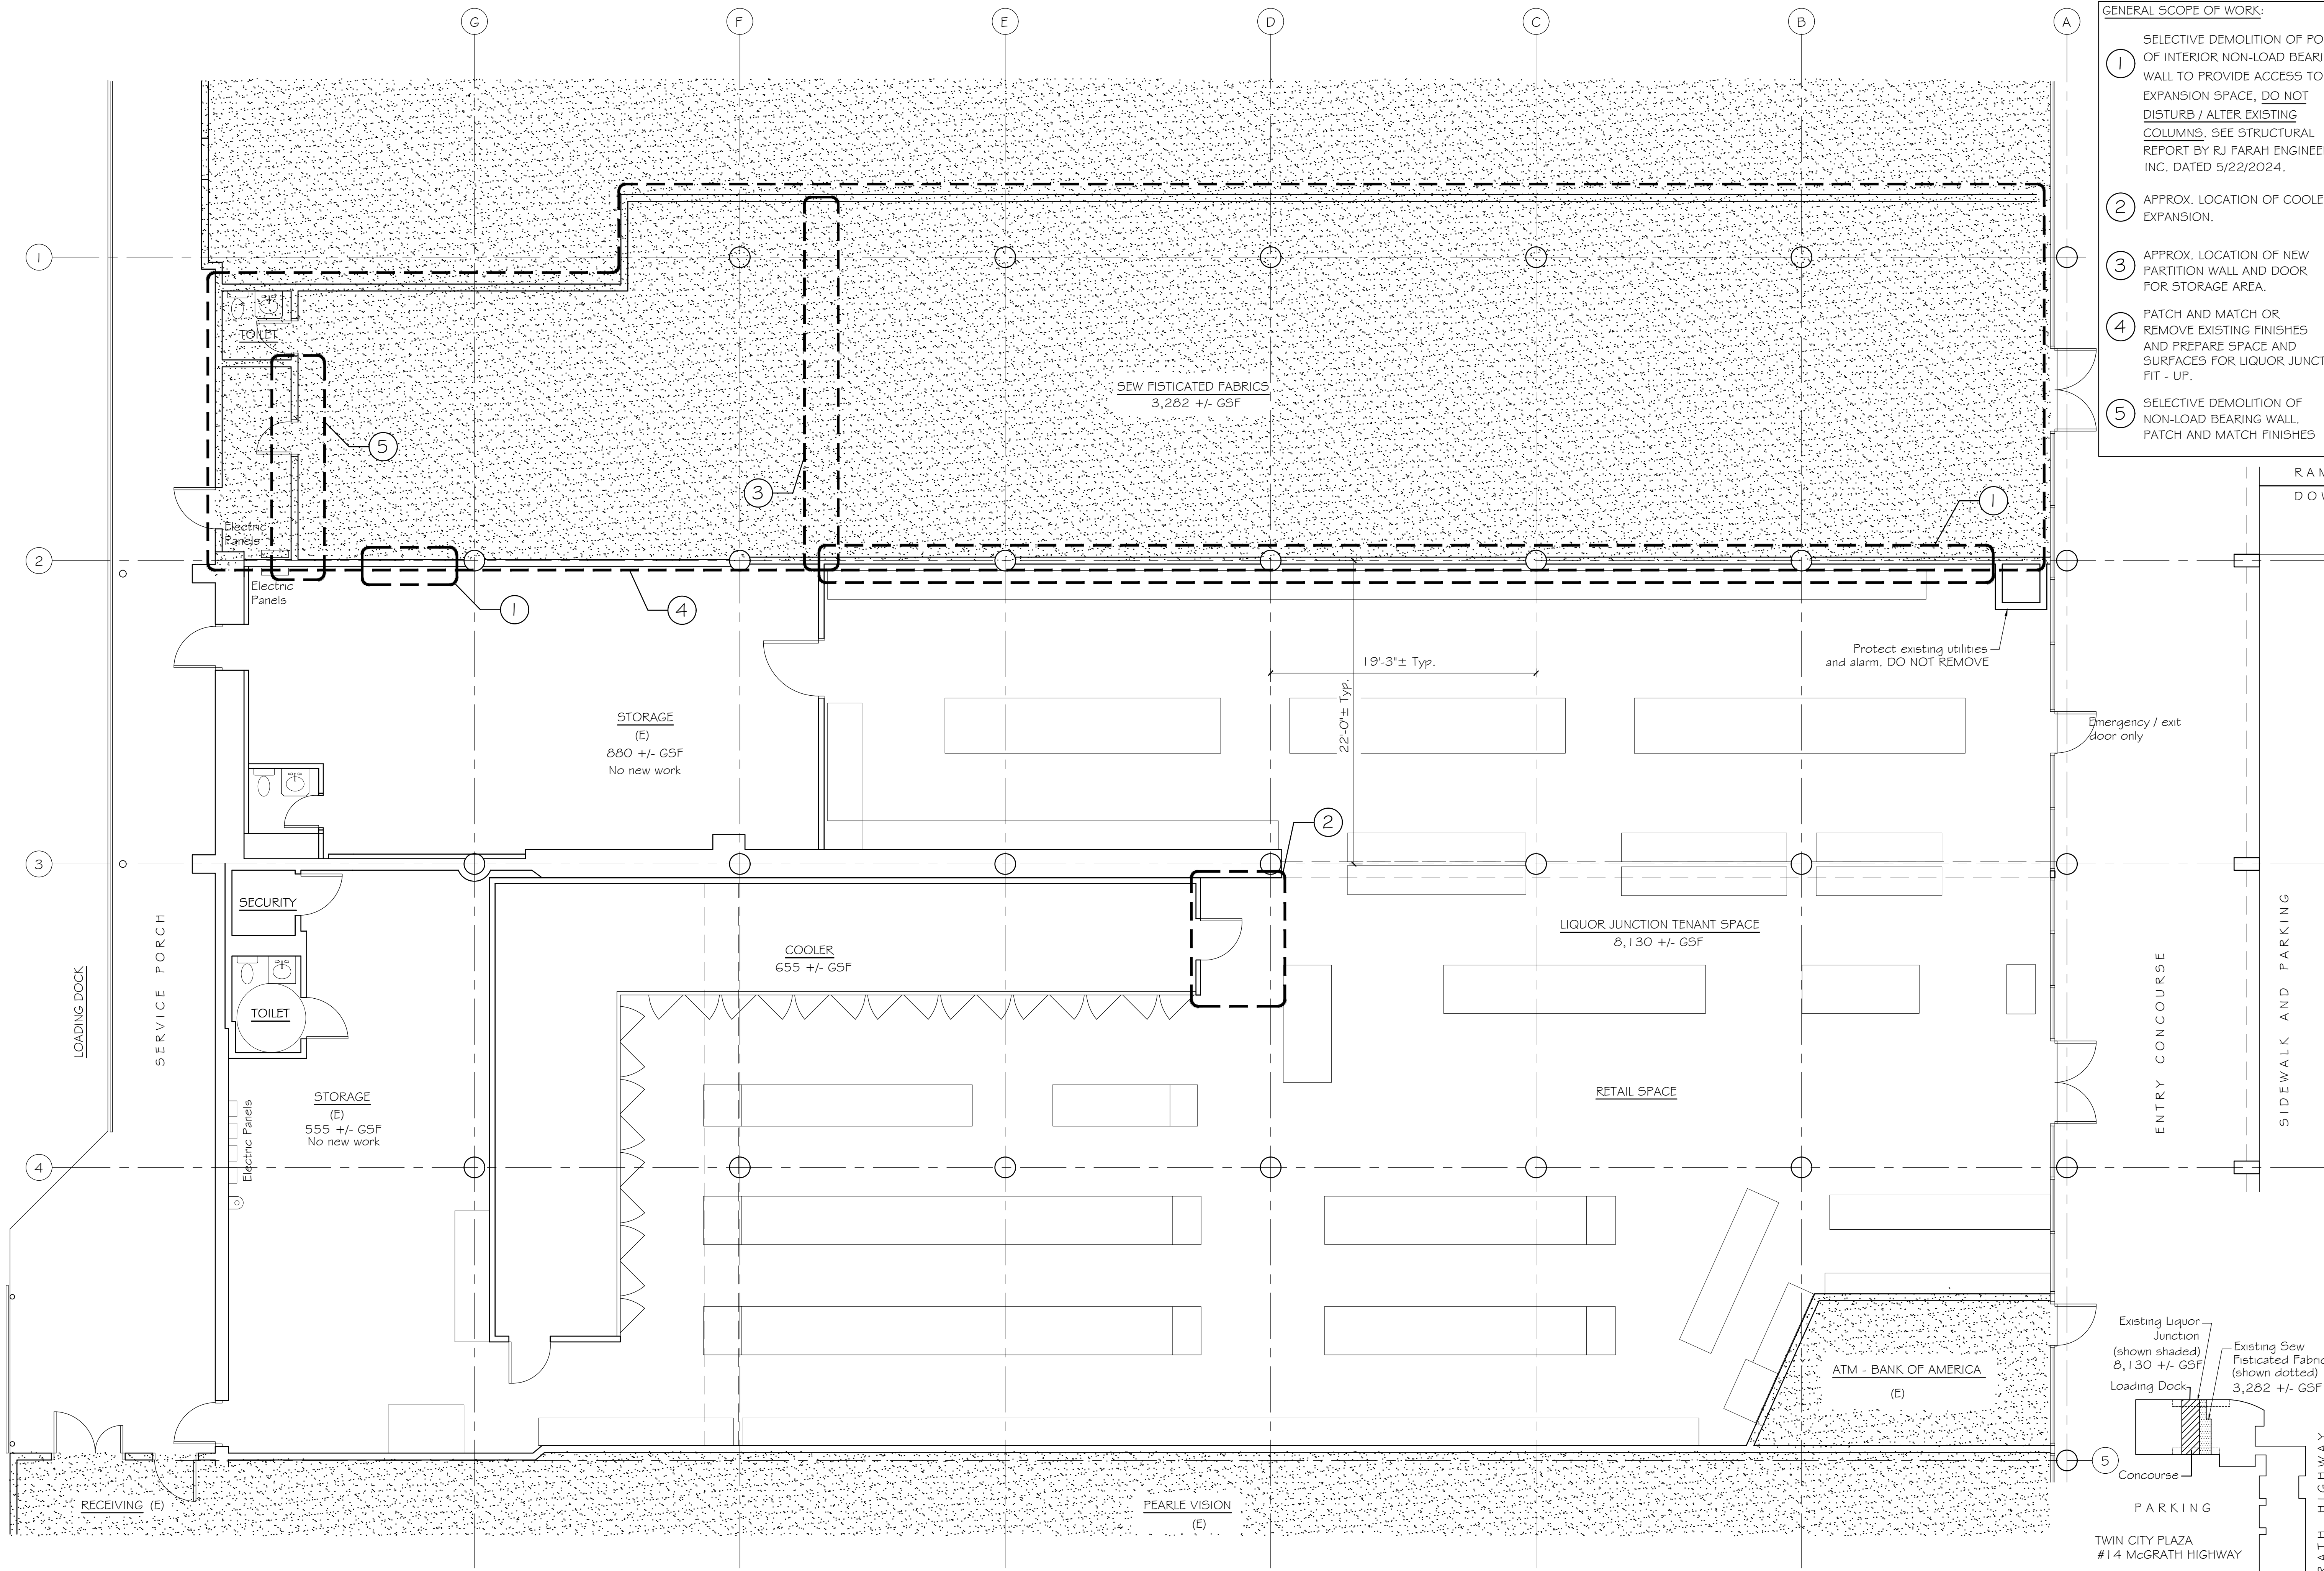 G
F
E
D
C
B
A
GENERAL SCOPE OF WORK:
1
SELECTIVE DEMOLITION OF PO
OF INTERIOR NON-LOAD BEARI
WALL TO PROVIDE ACCESS TO
EXPANSION SPACE, DO NOT
DISTURB / ALTER EXISTING
COLUMNS. SEE STRUCTURAL
REPORT BY RJ FARAH ENGINEE
INC. DATED 5/22/2024.
2
APPROX. LOCATION OF COOLE
EXPANSION.
3
APPROX. LOCATION OF NEW
PARTITION WALL AND DOOR
FOR STORAGE AREA.
4
PATCH AND MATCH OR
REMOVE EXISTING FINISHES
AND PREPARE SPACE AND
SURFACES FOR LIQUOR JUNCT
FIT - UP.
5
SELECTIVE DEMOLITION OF
NON-LOAD BEARING WALL.
PATCH AND MATCH FINISHES
RAM
DOW
1
TOILET
SEW FISTICATED FABRICS
3,282 +/- GSF
5
3
1
Electric
Panels
2
Electric
Panels
1
4
Protect existing utilities
and alarm. DO NOT REMOVE
19'-3"± Typ.
22'-0"± Typ.
STORAGE
(E)
880 +/- GSF
No new work
Emergency / exit
door only
2
3
SECURITY
COOLER
655 +/- GSF
LIQUOR JUNCTION TENANT SPACE
8,130 +/- GSF
LOADING DOCK
SERVICE PORCH
TOILET
ENTRY CONCOURSE
SIDEWALK AND PARKING
STORAGE
(E)
555 +/- GSF
No new work
Electric Panels
RETAIL SPACE
4
ATM - BANK OF AMERICA
(E)
5
RECEIVING (E)
PEARLE VISION
(E)
Existing Liquor
Junction
(shown shaded)
8,130 +/- GSF
Existing Sew
Fisticated Fabric
(shown dotted)
3,282 +/- GSF
Loading Dock
Concourse
PARKING
TWIN CITY PLAZA
#14 McGRATH HIGHWAY
RATH HIGHWAY